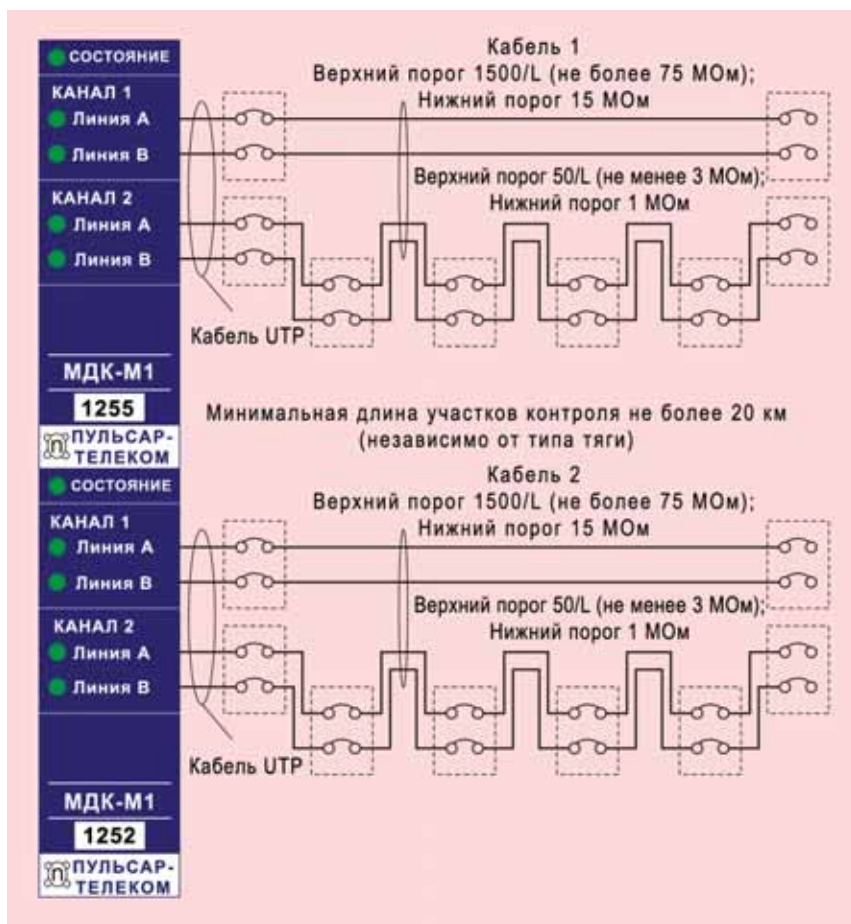 СОСТОЯНИЕ
КАНАЛ 1
Линия А
Линия В
КАНАЛ 2
Линия А
Линия В
МДК-М1
1255
ПУЛЬСАР-
ТЕЛЕКОМ
Кабель 1
Верхний порог 1500/L (не более 75 МОм);
Нижний порог 15 МОм
Верхний порог 50/L (не менее 3 МОм);
Нижний порог 1 МОм
Кабель UTP
Минимальная длина участков контроля не более 20 км
(независимо от типа тяги)
СОСТОЯНИЕ
КАНАЛ 1
Линия А
Линия В
КАНАЛ 2
Линия А
Линия В
МДК-М1
1252
ПУЛЬСАР-
ТЕЛЕКОМ
Кабель 2
Верхний порог 1500/L (не более 75 МОм);
Нижний порог 15 МОм
Верхний порог 50/L (не менее 3 МОм);
Нижний порог 1 МОм
Кабель UTP